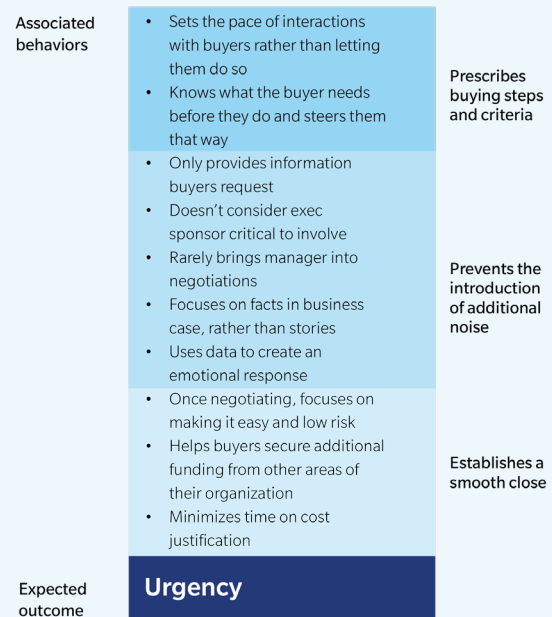 Associated
behaviors
• Sets the pace of interactions
with buyers rather than letting
them do so
• Knows what the buyer needs
before they do and steers them
that way
Prescribes
buying steps
and criteria
• Only provides information
buyers request
• Doesn’t consider exec
sponsor critical to involve
• Rarely brings manager into
negotiations
• Focuses on facts in business
case, rather than stories
• Uses data to create an
emotional response
Prevents the
introduction
of additional
noise
• Once negotiating, focuses on
making it easy and low risk
• Helps buyers secure additional
funding from other areas of
their organization
• Minimizes time on cost
justification
Establishes a
smooth close
Expected
outcome
Urgency